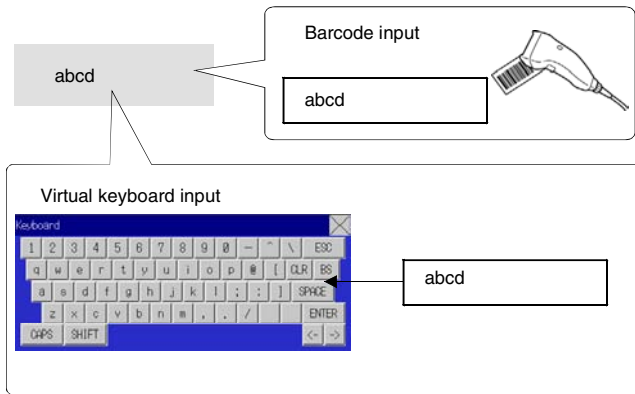 Barcode input
abcd
abcd
Virtual keyboard input
Keyboard
1 2 3 4 5 6 7 8 9 0 - ^ \ ESC
q w e r t y u i o p @ [ CLR BS
abcd
a s d f g h j k l ; : ] SPACE
z x c v b n m , . / ENTER
CAPS SHIFT <- ->